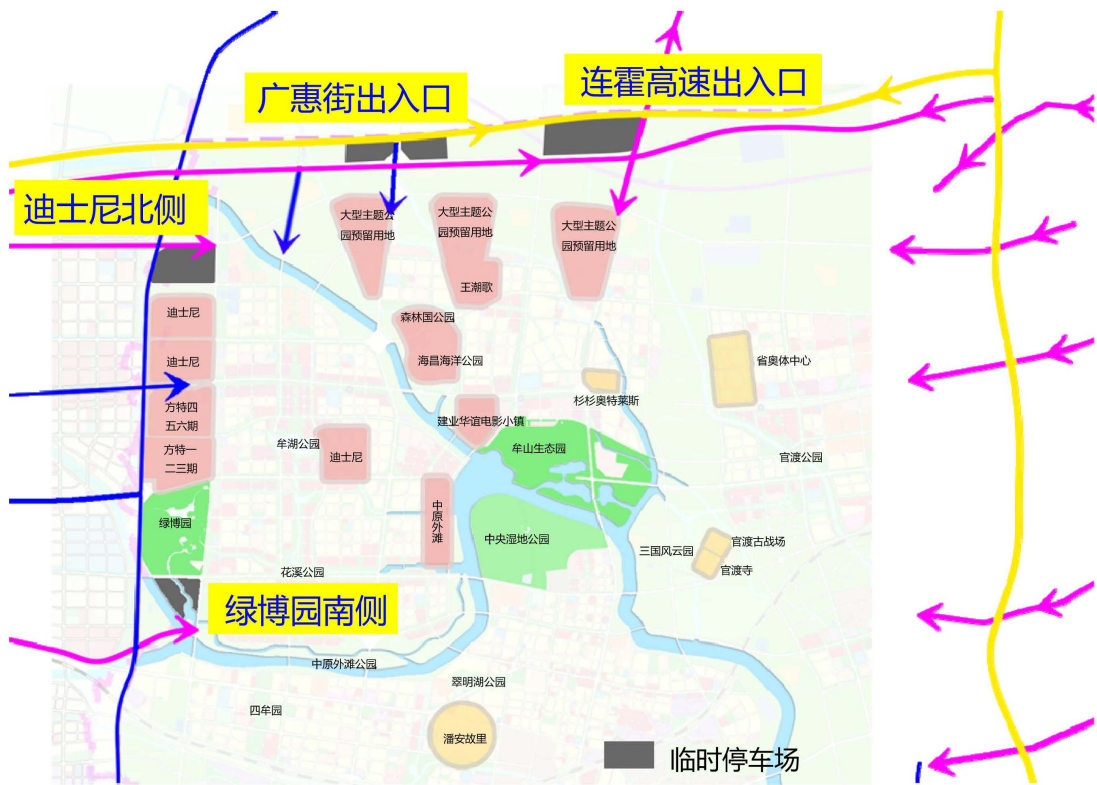 连霍高速出入口
广惠街出入口
迪士尼北侧
大型主题公
园预留用地
大型主题公
园预留用地
大型主题公
园预留用地
王潮歌
迪士尼
森林国公园
海昌海洋公园
迪士尼
省奥体中心
杉杉奥特莱斯
方特四
五六期
建业华谊电影小镇
牟湖公园
迪士尼
牟山生态园
方特一
二三期
官渡公园
中原外滩
绿博园
中央湿地公园
三国风云园
官渡古战场
官渡寺
花溪公园
绿博园南侧
中原外滩公园
翠明湖公园
四牟园
潘安故里
临时停车场